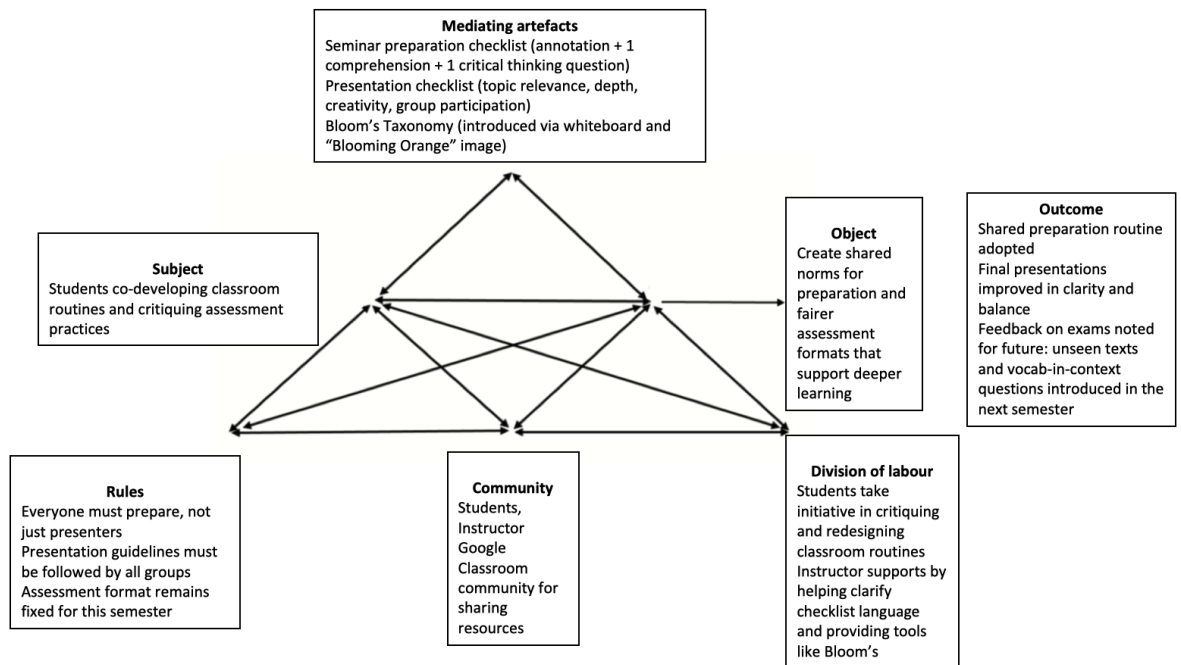 Mediating artefacts
Seminar preparation checklist (annotation + 1
comprehension + 1 critical thinking question)
Presentation checklist (topic relevance, depth,
creativity, group participation)
Bloom's Taxonomy (introduced via whiteboard and
“Blooming Orange” image)
Subject
Students co-developing classroom
routines and critiquing assessment
practices
Object
Create shared
norms for
preparation and
fairer
assessment
formats that
support deeper
learning
Outcome
Shared preparation routine
adopted
Final presentations
improved in clarity and
balance
Feedback on exams noted
for future: unseen texts
and vocab-in-context
questions introduced in the
next semester
Rules
Everyone must prepare, not
just presenters
Presentation guidelines must
be followed by all groups
Assessment format remains
fixed for this semester
Community
Students,
Instructor
Google
Classroom
community for
sharing
resources
Division of labour
Students take
initiative in critiquing
and redesigning
classroom routines
Instructor supports by
helping clarify
checklist language
and providing tools
like Bloom's